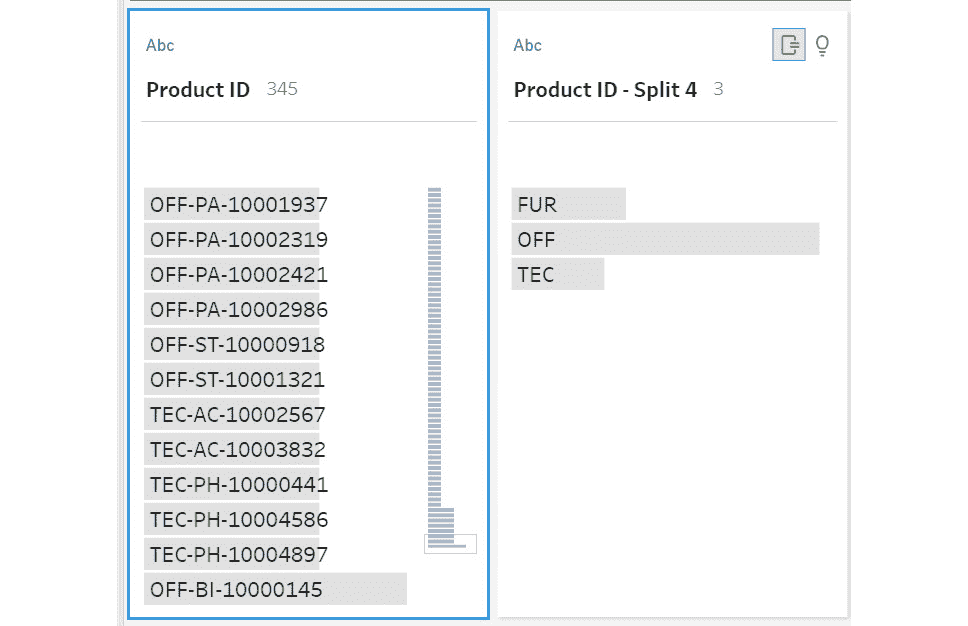 Abc
Product ID 345
OFF-PA-10001937
OFF-PA-10002319
OFF-PA-10002421
OFF-PA-10002986
OFF-ST-10000918
OFF-ST-10001321
TEC-AC-10002567
TEC-AC-10003832
TEC-PH-10000441
TEC-PH-10004586
TEC-PH-10004897
OFF-BI-10000145
Abc
Product ID - Split 4 3
FUR
OFF
TEC